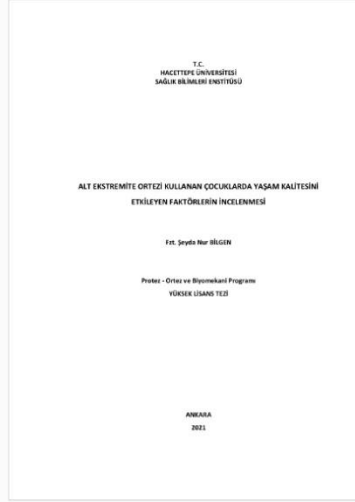 T.C.
HACETTEPE ÜNİVERSİTESİ
SAĞLIK BİLİMLERİ ENSTİTÜSÜ
ALT EKSTREMİTE ORTEZİ KULLANAN ÇOCUKLARDA YAŞAM KALİTESİNİ
ETKİLEYEN FAKTÖRLERİN İNCELENMESİ
Fzt. Şeyda Nur BİLGEN
Protez - Ortez ve Biyomekani Programı
YÜKSEK LİSANS TEZİ
ANKARA
2021